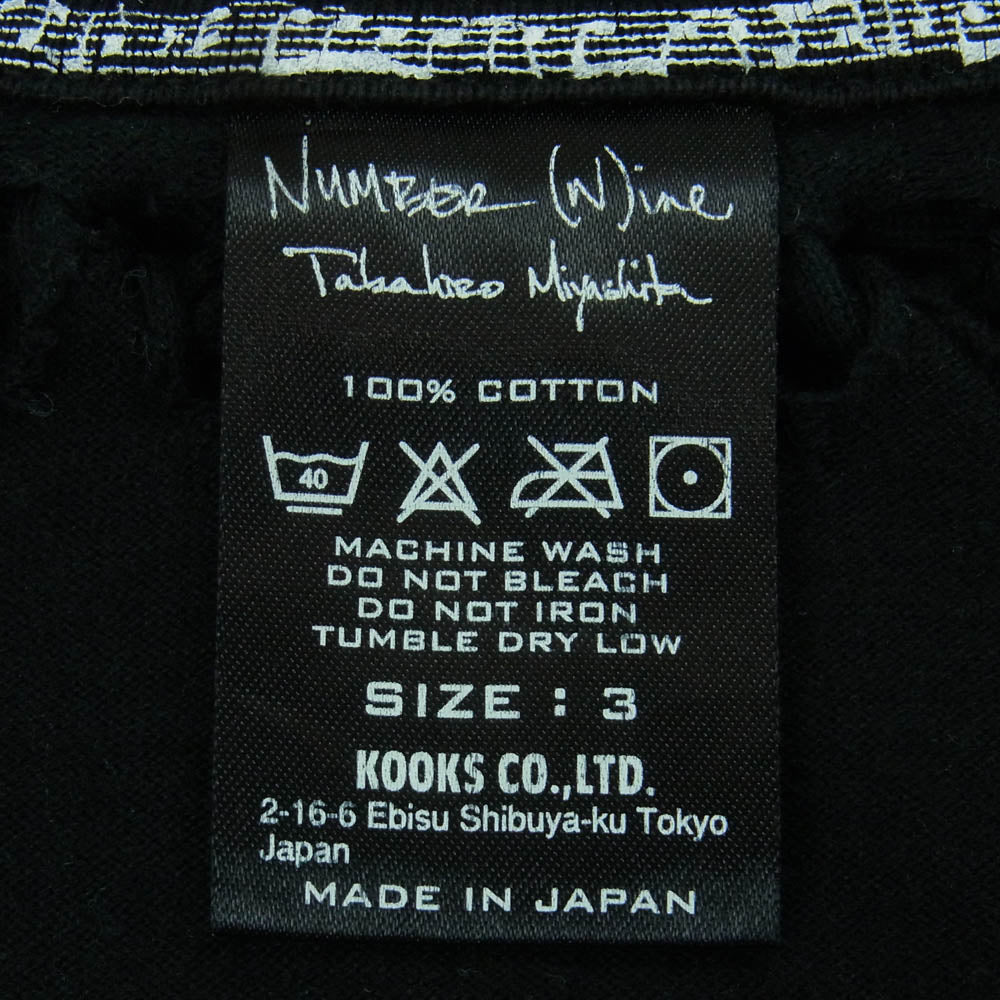 NUMBER (N)ine
Takahiro Miyashita
100% COTTON
40
MACHINE WASH
DO NOT BLEACH
DO NOT IRON
TUMBLE DRY LOW
SIZE : 3
KOOKS CO.,LTD.
2-16-6 Ebisu Shibuya-ku Tokyo
Japan
MADE IN JAPAN